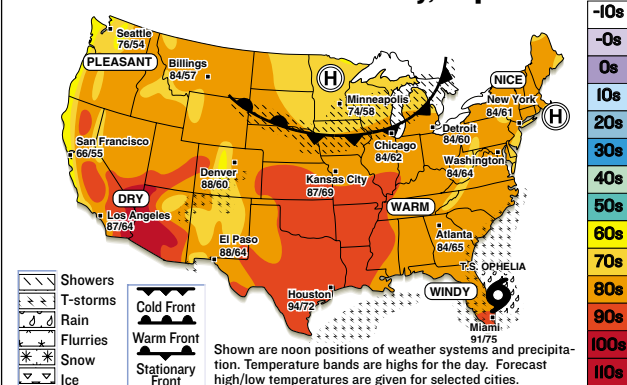 Seattle
76/54
PLEASANT
Billings
84/57
H
Minneapolis
74/58
NICE
New York
84/61
H
Detroit
84/60
Chicago
84/62
Washington
84/64
San Francisco
66/55
Denver
88/60
Kansas City
87/69
DRY
Los Angeles
87/64
WARM
El Paso
88/64
Atlanta
84/65
T.S. OPHELIA
WINDY
Houston
94/72
Miami
91/75
Showers
T-storms
Rain
Flurries
Snow
Ice
Cold Front
Warm Front
Stationary
Front
Shown are noon positions of weather systems and precipita-
tion. Temperature bands are highs for the day. Forecast
high/low temperatures are given for selected cities.
-10s
-0s
0s
10s
20s
30s
40s
50s
60s
70s
80s
90s
100s
110s